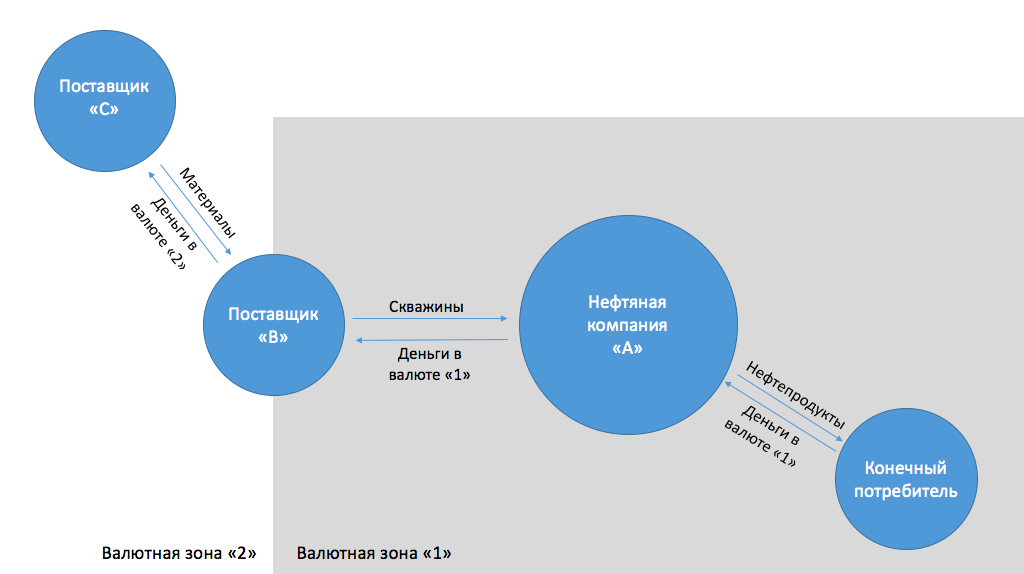 Поставщик
«С»
Материалы
Деньги в
валюте «2»
Поставщик
«В»
Скважины
Деньги в
валюте «1»
Нефтяная
компания
«А»
Нефтепродукты
Деньги в
валюте «1»
Конечный
потребитель
Валютная зона «2»
Валютная зона «1»